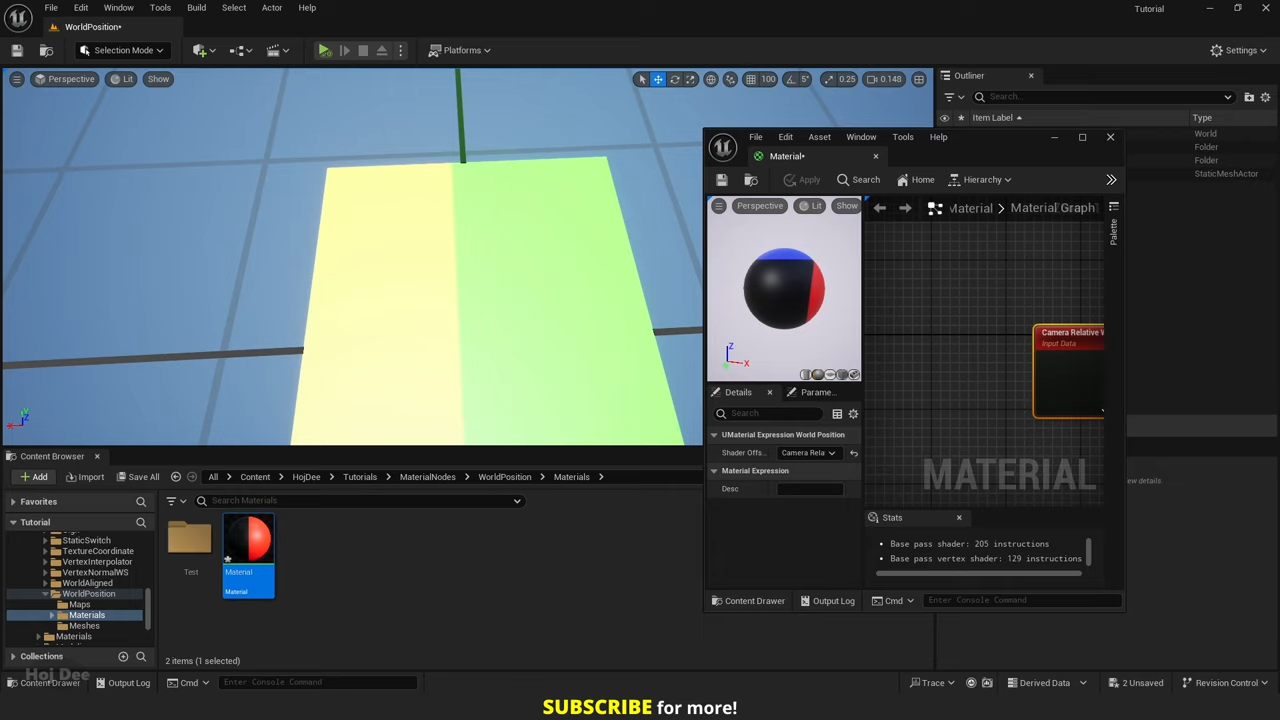 File Edit Window Tools Build Select Actor Help
Tutorial
WorldPosition*
Selection Mode
Platforms
Settings
Perspective Lit Show
100 5° 0.25 0.148
Outliner
Search...
Item Label Type
World
Folder
Folder
StaticMeshActor
File Edit Asset Window Tools Help
Material*
Apply Search Home Hierarchy
Perspective Lit Show
Material > Material Graph
Palette
Z
X
Camera Relative W
Input Data
Details Parame...
Search
UMaterial Expression World Position
Shader Offs... Camera Rela
Material Expression
Desc
MATERIAL
Stats
Base pass shader: 205 instructions
Base pass vertex shader: 129 instructions
Content Drawer Output Log Cmd Enter Console Command
view details.
Content Browser
Add Import Save All All > Content > HojDee > Tutorials > MaterialNodes > WorldPosition > Materials >
Favorites
Search Materials
Tutorial
StaticSwitch
TextureCoordinate
VertexInterpolator
VertexNormalWS
WorldAligned
WorldPosition
Maps
Materials
Meshes
Materials
Collections
Test
Material
Material
2 items (1 selected)
Hoj Dee
Content Drawer Output Log Cmd Enter Console Command
Trace Derived Data 2 Unsaved Revision Control
SUBSCRIBE for more!